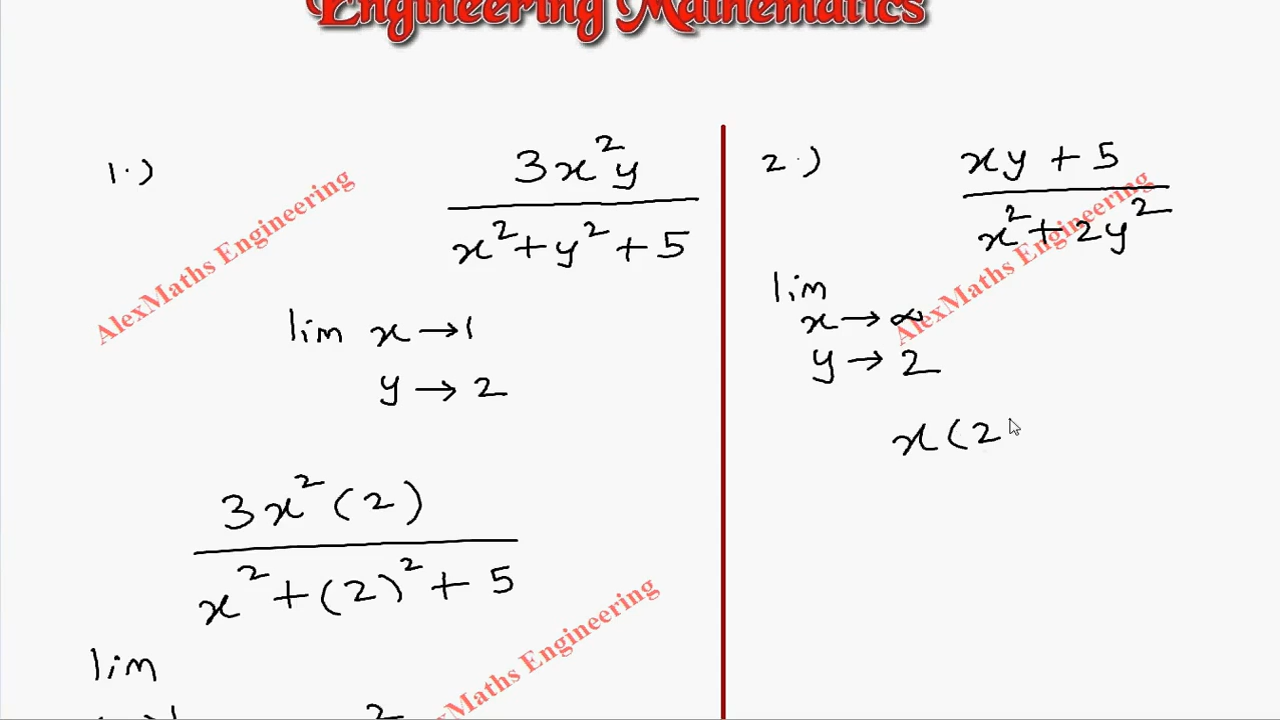 Engineering Mathematics
1.)
3x²y
x²+y²+5
lim x→1
y→2
3x²(2)
x²+(2)²+5
lim
2
2.)
xy+5
x²+2y²
lim
x→∞
y→2
x(2
AlexMaths Engineering
AlexMaths Engineering
AlexMaths Engineering